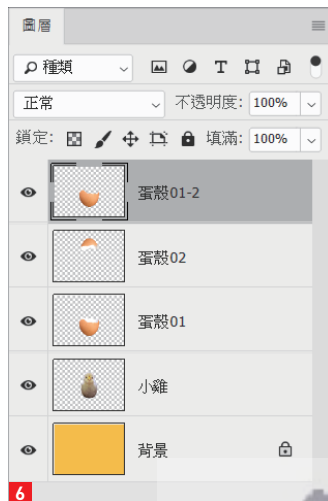 圖層
種類
正常 不透明度: 100%
鎖定: 填滿: 100%
蛋殼01-2
蛋殼02
蛋殼01
小雞
背景
6